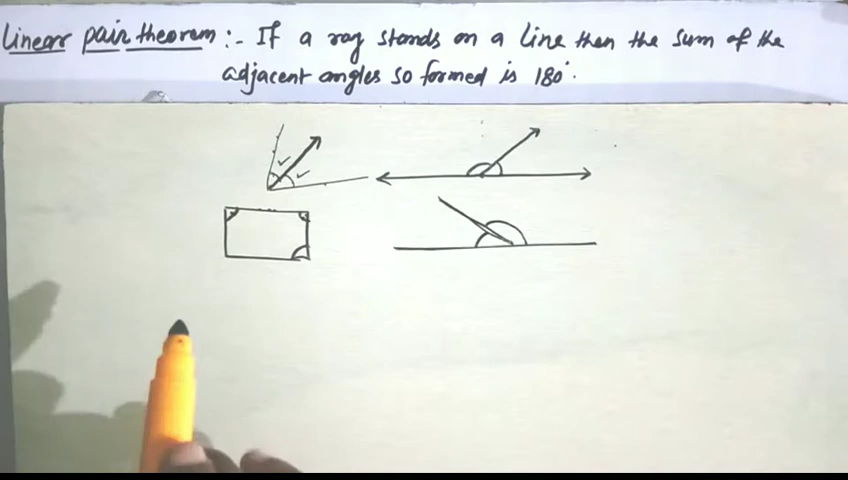 Linear pair theorem :- If a ray stands on a line then the sum of the
adjacent angles so formed is 180°.